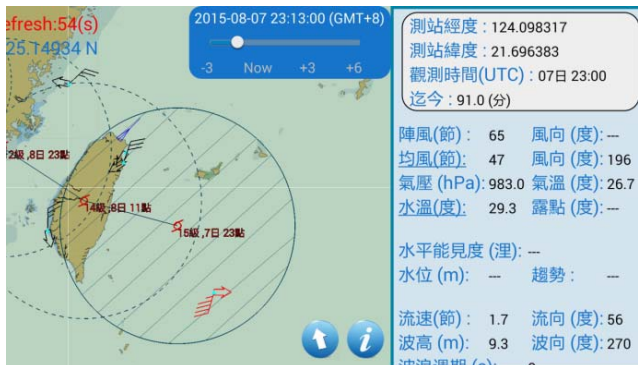 efresh:54(s)
25.14934 N
2015-08-07 23:13:00 (GMT+8)
-3 Now +3 +6
2級 ,8日 23點
14級 ,8日 11點
15級 ,7日 23點
測站經度 : 124.098317
測站緯度 : 21.696383
觀測時間(UTC) : 07日 23:00
迄今 : 91.0 (分)
陣風(節) : 65 風向 (度): ---
均風(節): 47 風向 (度): 196
氣壓 (hPa): 983.0 氣溫 (度): 26.7
水溫(度): 29.3 露點 (度): ---
水平能見度 (浬): ---
水位 (m): --- 趨勢 : ---
流速(節) : 1.7 流向 (度): 56
波高 (m): 9.3 波向 (度): 270